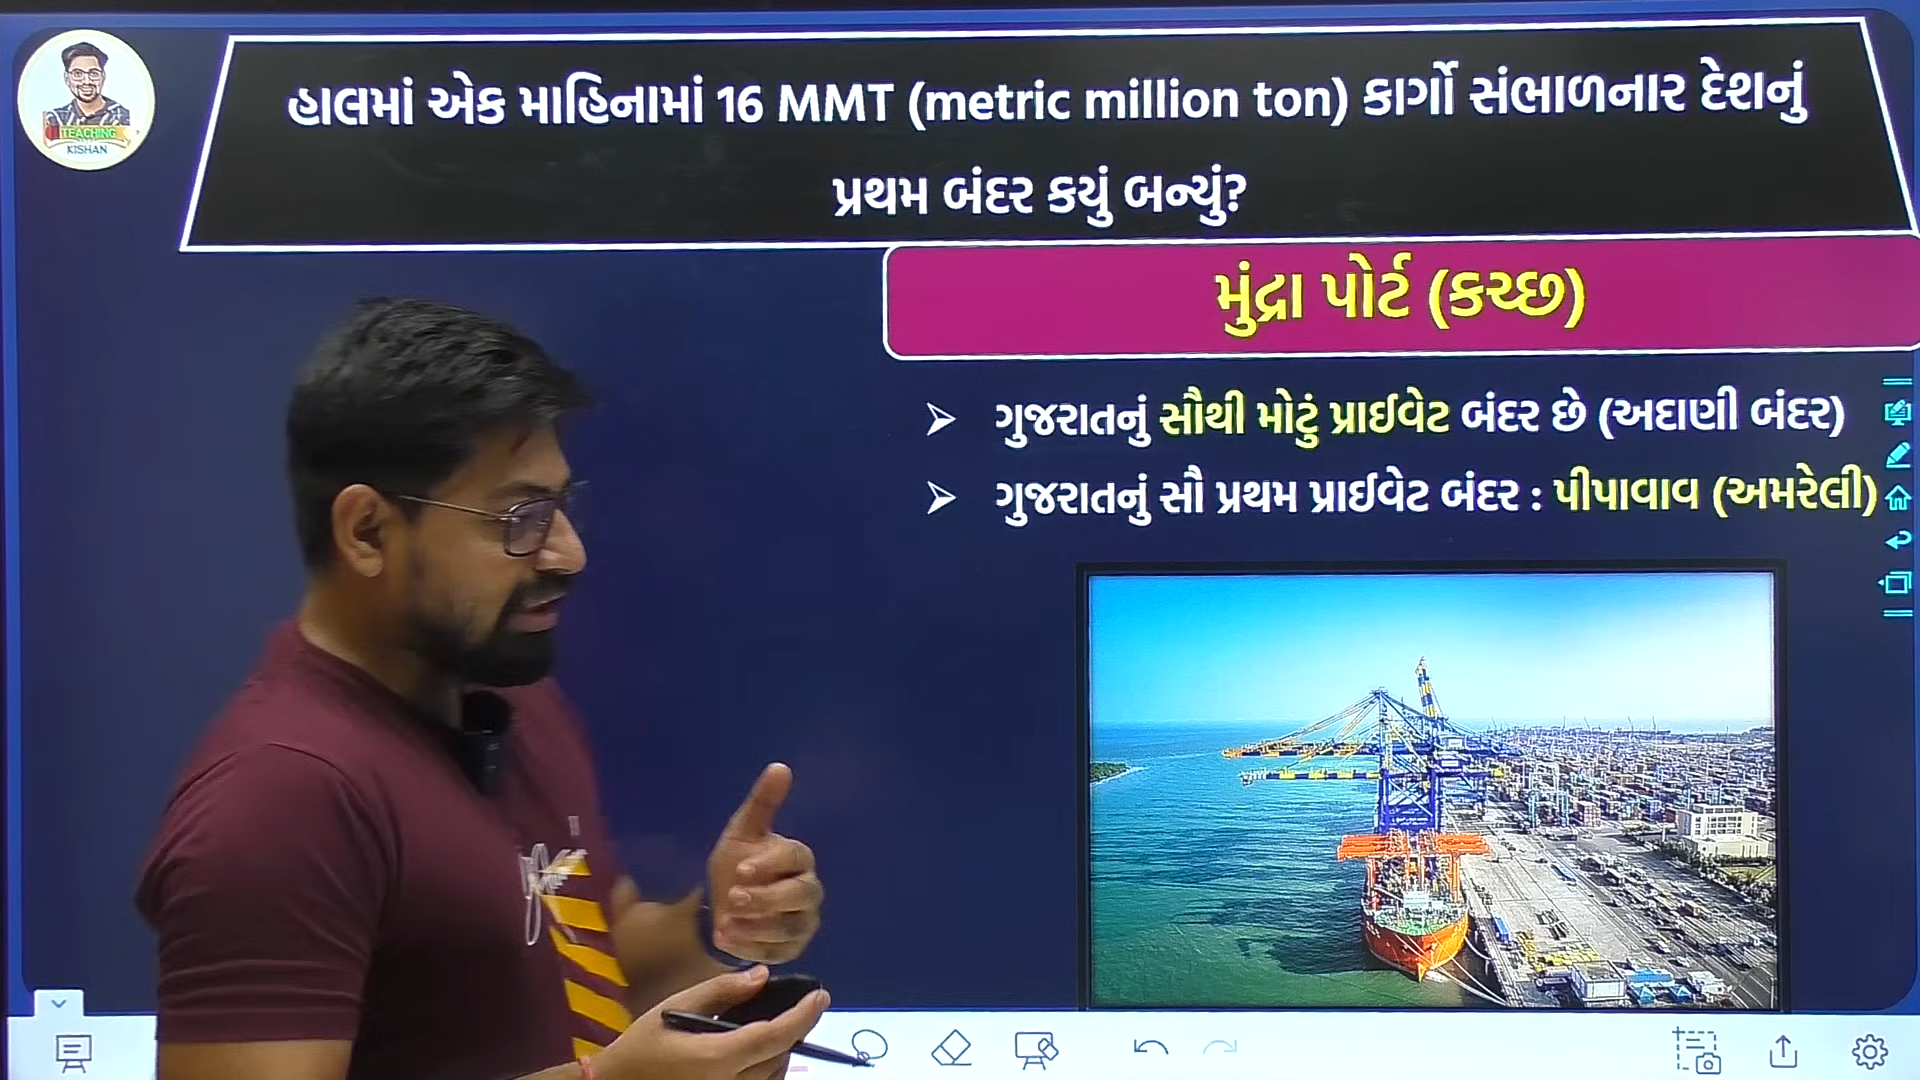 TEACHING
KISHAN
હાલમાં એક માહિનામાં 16 MMT (metric million ton) કાર્ગો સંભાળનાર દેશનું
પ્રથમ બંદર કયું બન્યું?
મુંદ્રા પોર્ટ (કચ્છ)
➢ ગુજરાતનું સૌથી મોટું પ્રાઈવેટ બંદર છે (અદાણી બંદર)
➢ ગુજરાતનું સૌ પ્રથમ પ્રાઈવેટ બંદર : પીપાવાવ (અમરેલી)